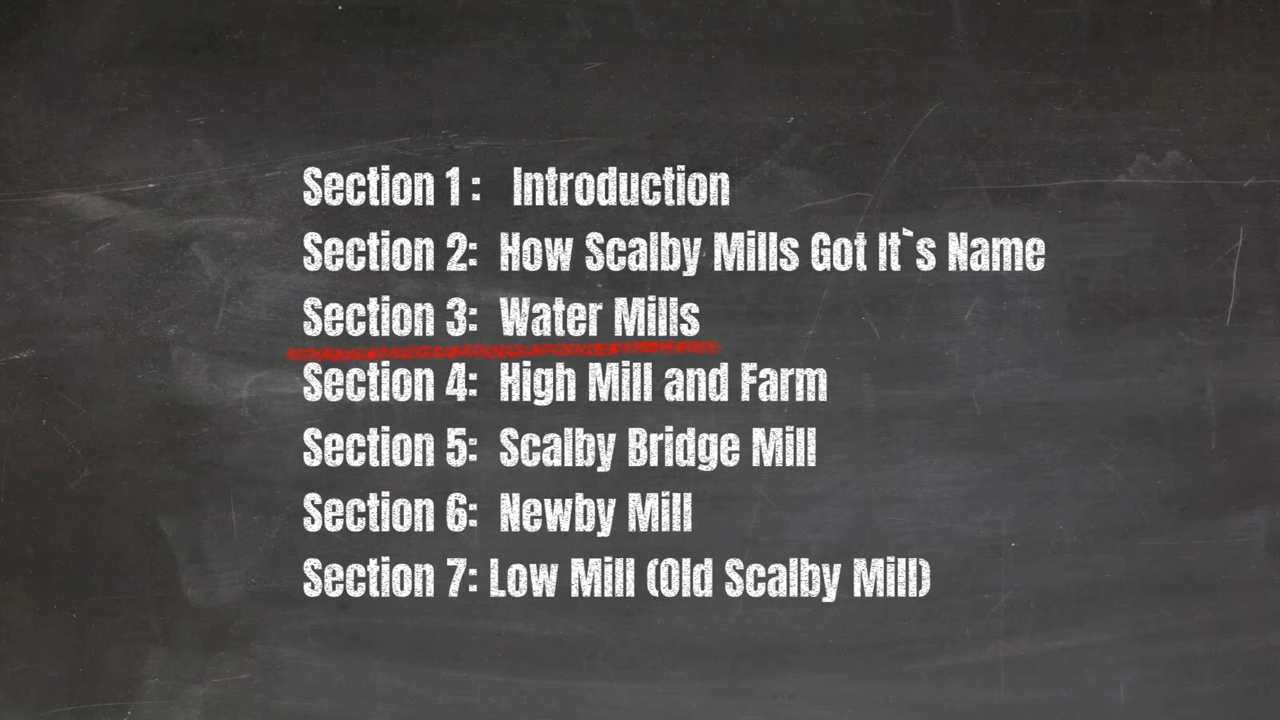 Section 1 : Introduction
Section 2: How Scalby Mills Got It`s Name
Section 3: Water Mills
Section 4: High Mill and Farm
Section 5: Scalby Bridge Mill
Section 6: Newby Mill
Section 7: Low Mill (Old Scalby Mill)